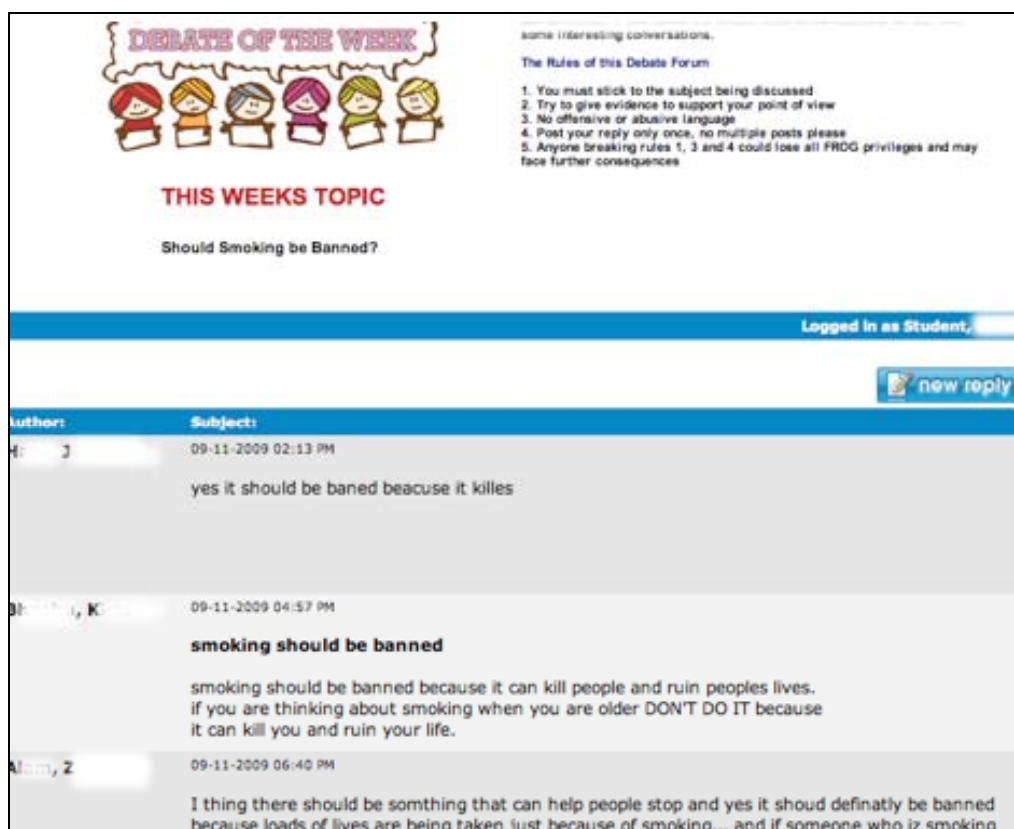 DEBATE OF THE WEEK
some interesting conversations.
The Rules of this Debate Forum
1. You must stick to the subject being discussed
2. Try to give evidence to support your point of view
3. No offensive or abusive language
4. Post your reply only once, no multiple posts please
5. Anyone breaking rules 1, 3 and 4 could lose all FROG privileges and may
face further consequences
THIS WEEKS TOPIC
Should Smoking be Banned?
Logged in as Student,
new reply
Author: Subject:
J 09-11-2009 02:13 PM
yes it should be baned beacuse it killes
, K 09-11-2009 04:57 PM
smoking should be banned
smoking should be banned because it can kill people and ruin peoples lives.
if you are thinking about smoking when you are older DON'T DO IT because
it can kill you and ruin your life.
, Z 09-11-2009 06:40 PM
I thing there should be somthing that can help people stop and yes it shoud definatly be banned
because loads of lives are being taken just because of smoking... and if someone who iz smoking